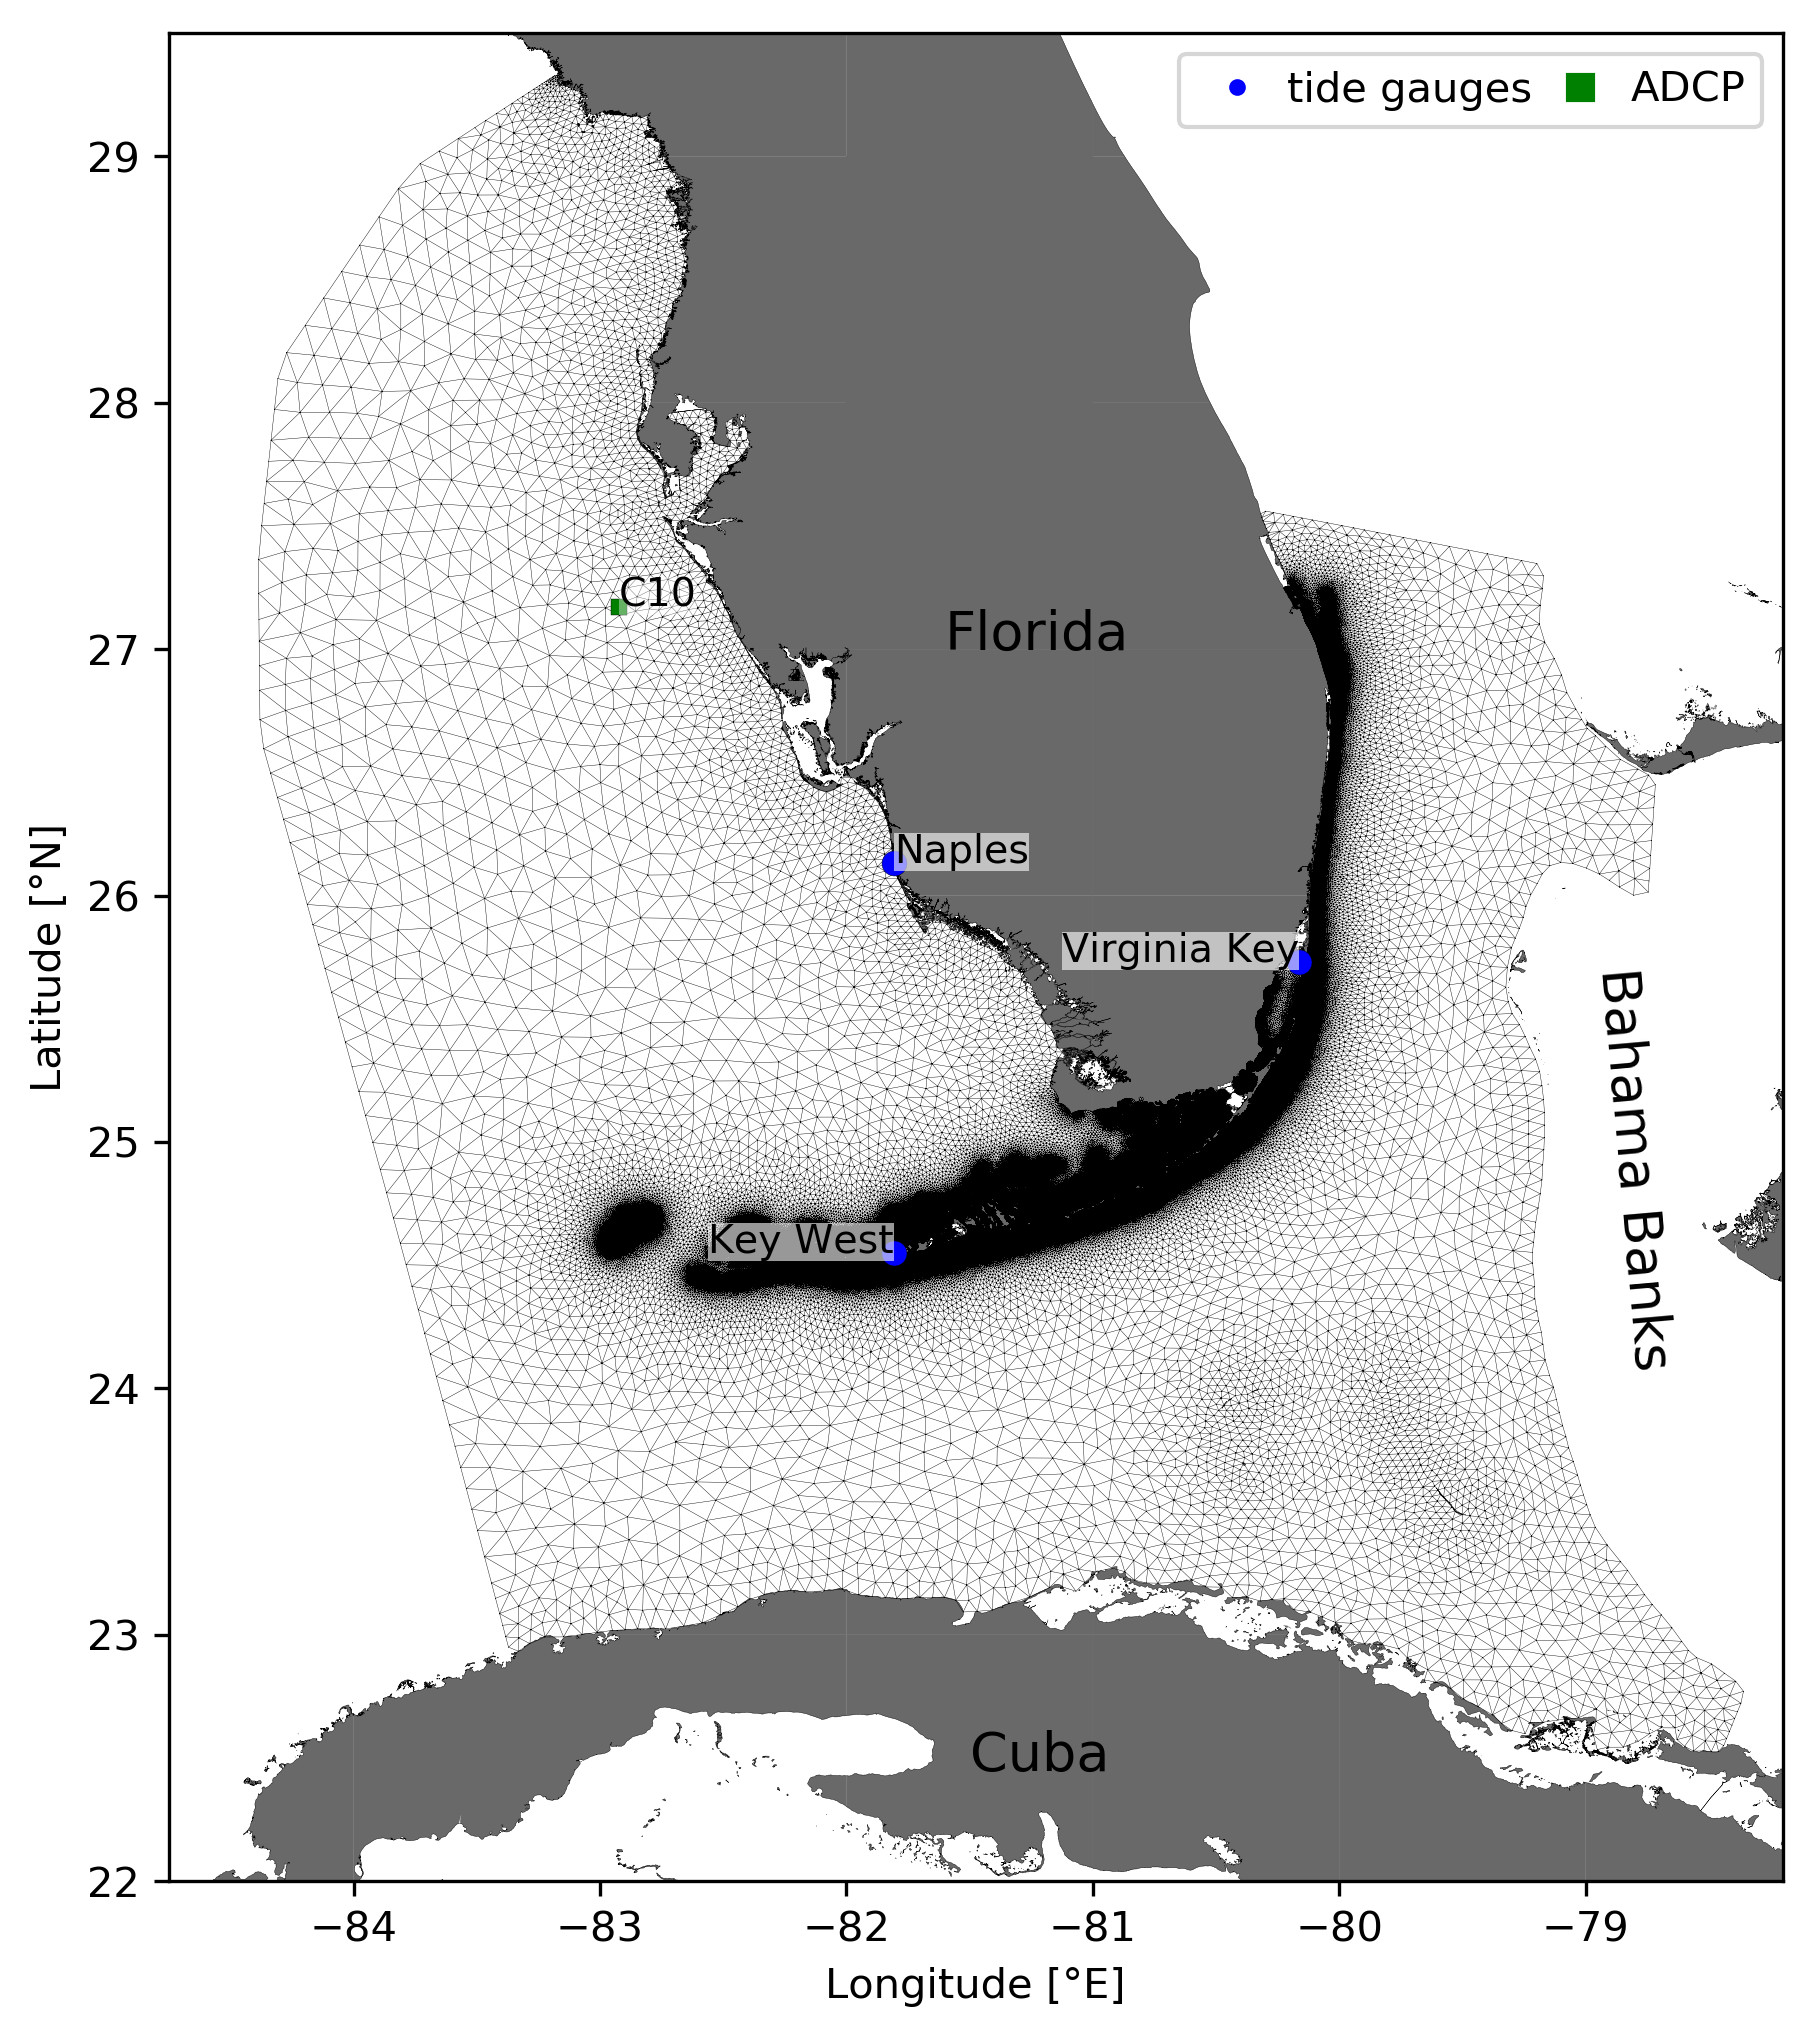 tide gauges ADCP
29
28
27
26
25
24
23
22
Latitude [°N]
C10
Florida
Naples
Virginia Key
Bahama Banks
Key West
Cuba
−84 −83 −82 −81 −80 −79
Longitude [°E]